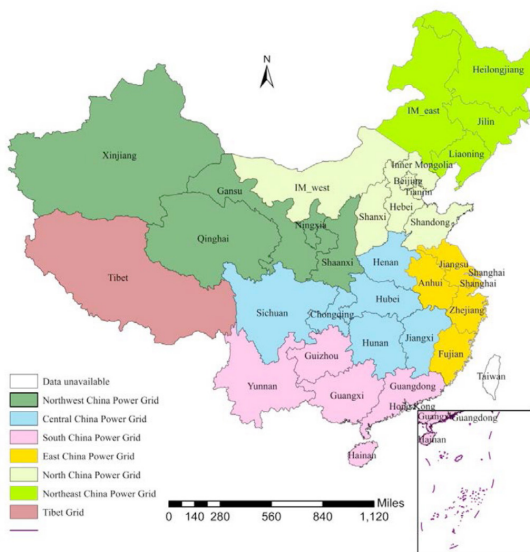 Heilongjiang
IM_east
Jilin
Liaoning
Xinjiang
Inner Mongolia
Beijing
Tianjin
Gansu
IM_west
Hebei
Shanxi
Shandong
Ningxia
Qinghai
Shaanxi
Henan
Jiangsu
Shanghai
Anhui
Shanghai
Tibet
Hubei
Sichuan
Chongqing
Zhejiang
Hunan
Jiangxi
Guizhou
Fujian
Taiwan
Yunnan
Guangxi
Guangdong
Hong Kong
Hainan
Guangxi
Guangdong
Hainan
N
Data unavailable
Northwest China Power Grid
Central China Power Grid
South China Power Grid
East China Power Grid
North China Power Grid
Northeast China Power Grid
Tibet Grid
Miles
0 140 280 560 840 1,120